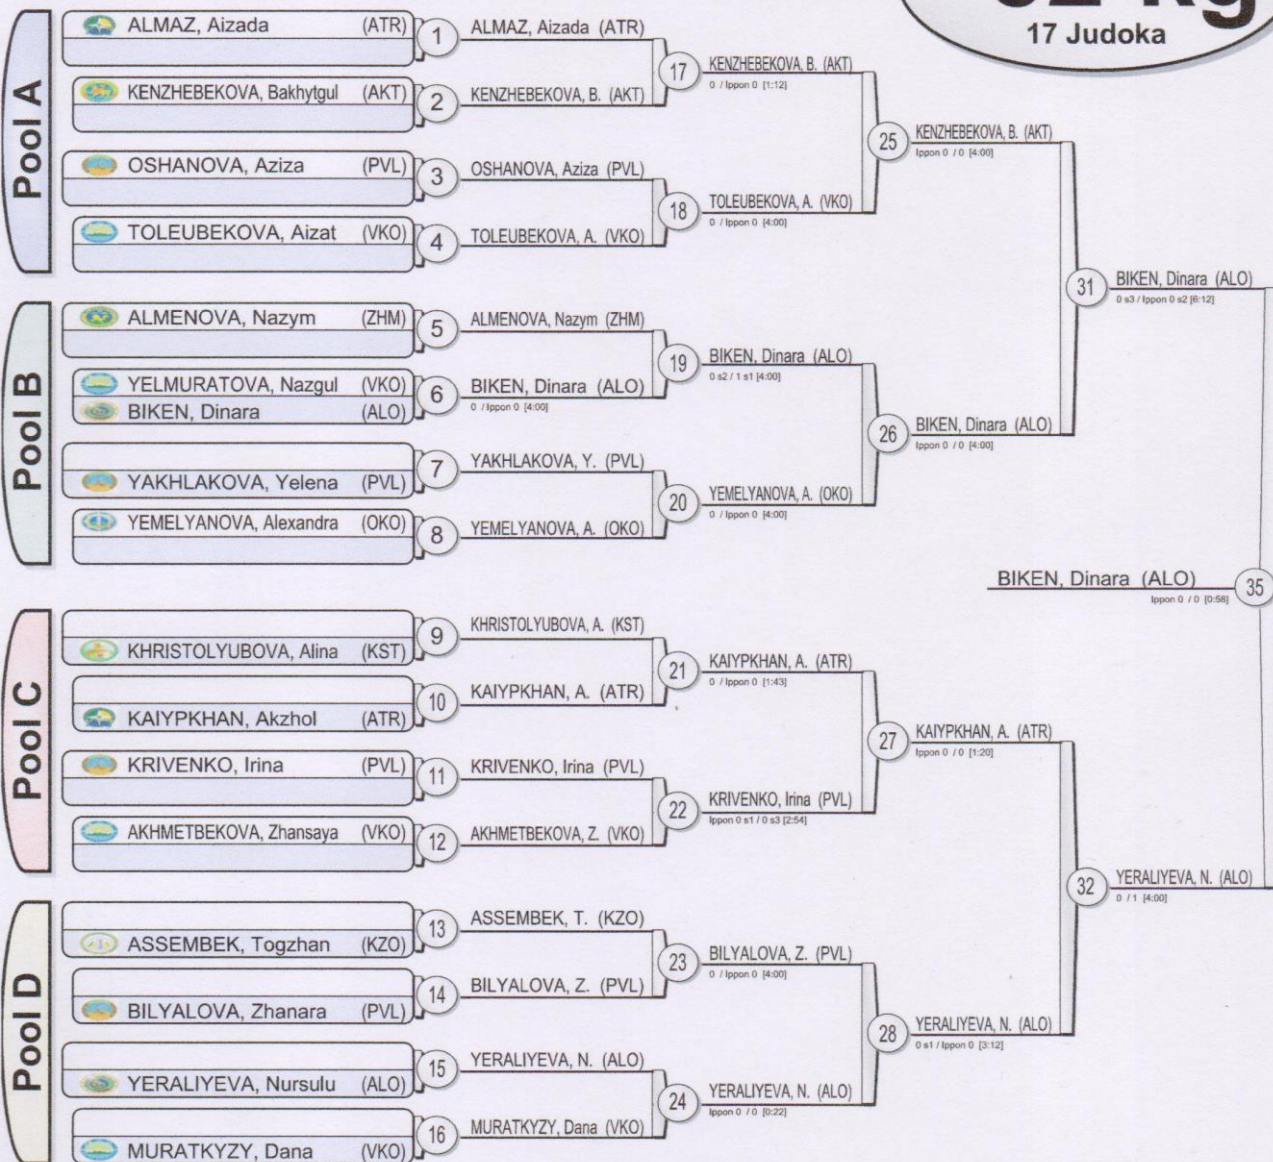 17 Judoka
Pool A
ALMAZ, Aizada (ATR)
KENZHEBEKOVA, Bakhytgul (AKT)
OSHANOVA, Aziza (PVL)
TOLEUBEKOVA, Aizat (VKO)
1
2
3
4
ALMAZ, Aizada (ATR)
KENZHEBEKOVA, B. (AKT)
OSHANOVA, Aziza (PVL)
TOLEUBEKOVA, A. (VKO)
17
18
KENZHEBEKOVA, B. (AKT)
0 / Ippon 0 [1:12]
TOLEUBEKOVA, A. (VKO)
0 / Ippon 0 [4:00]
25
KENZHEBEKOVA, B. (AKT)
Ippon 0 / 0 [4:00]
Pool B
ALMENOVA, Nazym (ZHM)
YELMURATOVA, Nazgul (VKO)
BIKEN, Dinara (ALO)
YAKHLAKOVA, Yelena (PVL)
YEMELYANOVA, Alexandra (OKO)
5
6
7
8
ALMENOVA, Nazym (ZHM)
BIKEN, Dinara (ALO)
0 / Ippon 0 [4:00]
YAKHLAKOVA, Y. (PVL)
YEMELYANOVA, A. (OKO)
19
20
BIKEN, Dinara (ALO)
0 s2 / 1 s1 [4:00]
YEMELYANOVA, A. (OKO)
0 / Ippon 0 [4:00]
26
BIKEN, Dinara (ALO)
Ippon 0 / 0 [4:00]
31
BIKEN, Dinara (ALO)
0 s3 / Ippon 0 s2 [6:12]
BIKEN, Dinara (ALO)
Ippon 0 / 0 [0:58]
35
Pool C
KHRISTOLYUBOVA, Alina (KST)
KAIYPKHAN, Akzhol (ATR)
KRIVENKO, Irina (PVL)
AKHMETBEKOVA, Zhansaya (VKO)
9
10
11
12
KHRISTOLYUBOVA, A. (KST)
KAIYPKHAN, A. (ATR)
KRIVENKO, Irina (PVL)
AKHMETBEKOVA, Z. (VKO)
21
22
KAIYPKHAN, A. (ATR)
0 / Ippon 0 [1:43]
KRIVENKO, Irina (PVL)
Ippon 0 s1 / 0 s3 [2:54]
27
KAIYPKHAN, A. (ATR)
Ippon 0 / 0 [1:20]
Pool D
ASSEMBEK, Togzhan (KZO)
BILYALOVA, Zhanara (PVL)
YERALIYEVA, Nursulu (ALO)
MURATKYZY, Dana (VKO)
13
14
15
16
ASSEMBEK, T. (KZO)
BILYALOVA, Z. (PVL)
YERALIYEVA, N. (ALO)
MURATKYZY, Dana (VKO)
23
24
BILYALOVA, Z. (PVL)
0 / Ippon 0 [4:00]
YERALIYEVA, N. (ALO)
Ippon 0 / 0 [0:22]
28
YERALIYEVA, N. (ALO)
0 s1 / Ippon 0 [3:12]
32
YERALIYEVA, N. (ALO)
0 / 1 [4:00]